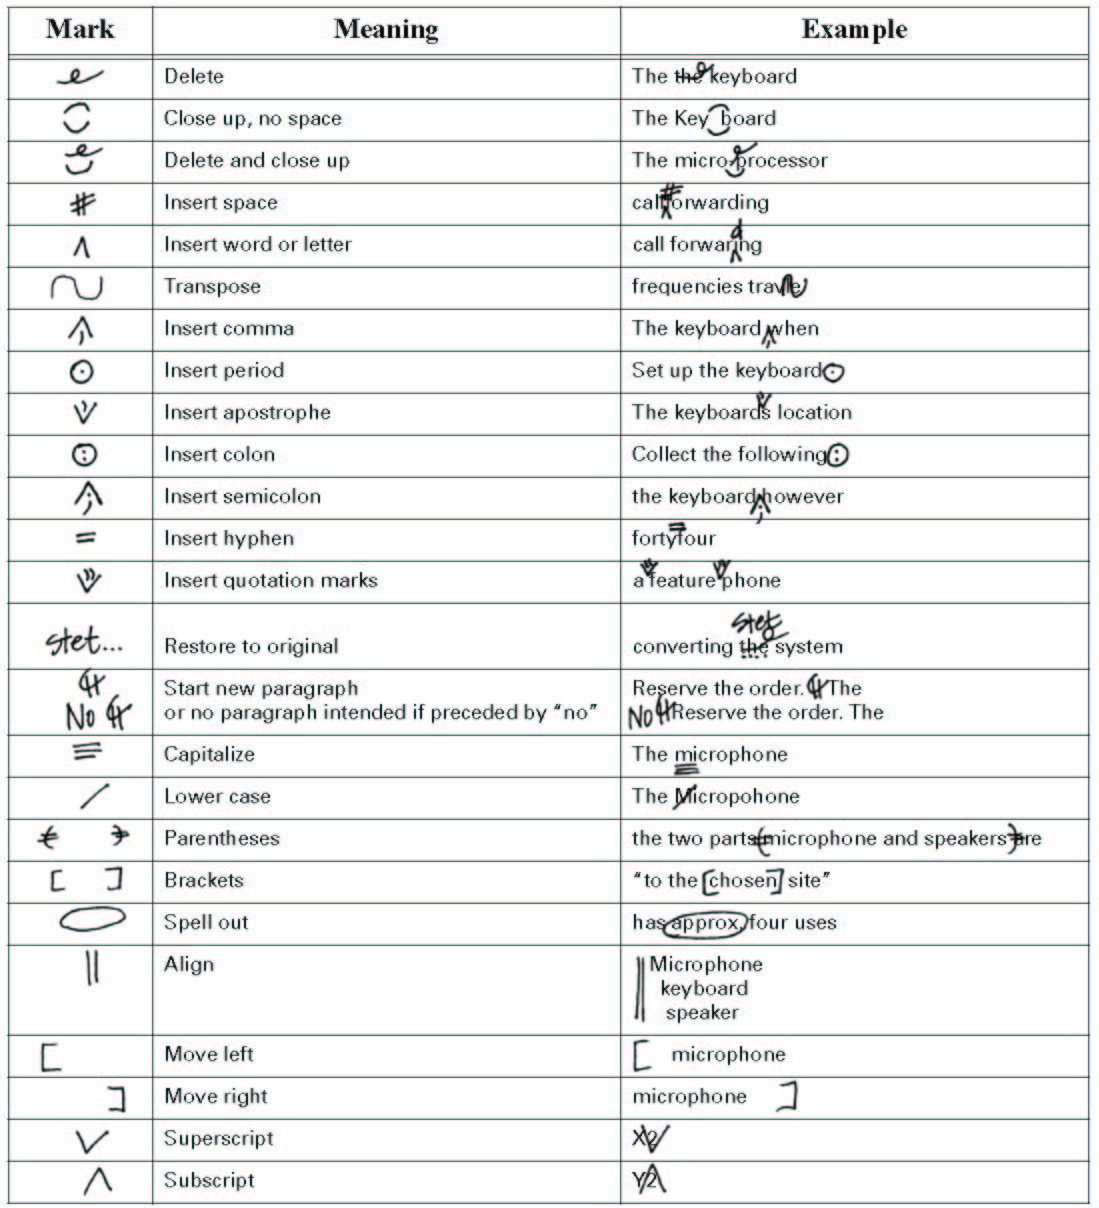 Mark Meaning Example
Delete The the keyboard
Close up, no space The Key board
Delete and close up The micro processor
# Insert space # callforwarding
Insert word or letter d call forwaring
Transpose frequencies travle
Insert comma The keyboard, when
Insert period Set up the keyboard.
Insert apostrophe The keyboards location
Insert colon Collect the following:
Insert semicolon the keyboard; however
= Insert hyphen fortyfour
Insert quotation marks a feature phone
stet... Restore to original stet converting the system
Start new paragraph Reserve the order. The
No or no paragraph intended if preceded by “no” No Reserve the order. The
Capitalize The microphone
/ Lower case The Micropohone
( ) Parentheses the two parts(microphone and speakers)are
[ ] Brackets “to the [chosen] site”
Spell out has approx. four uses
|| Align Microphone
keyboard
speaker
[ Move left [ microphone
] Move right microphone ]
Superscript X2
Subscript Y2